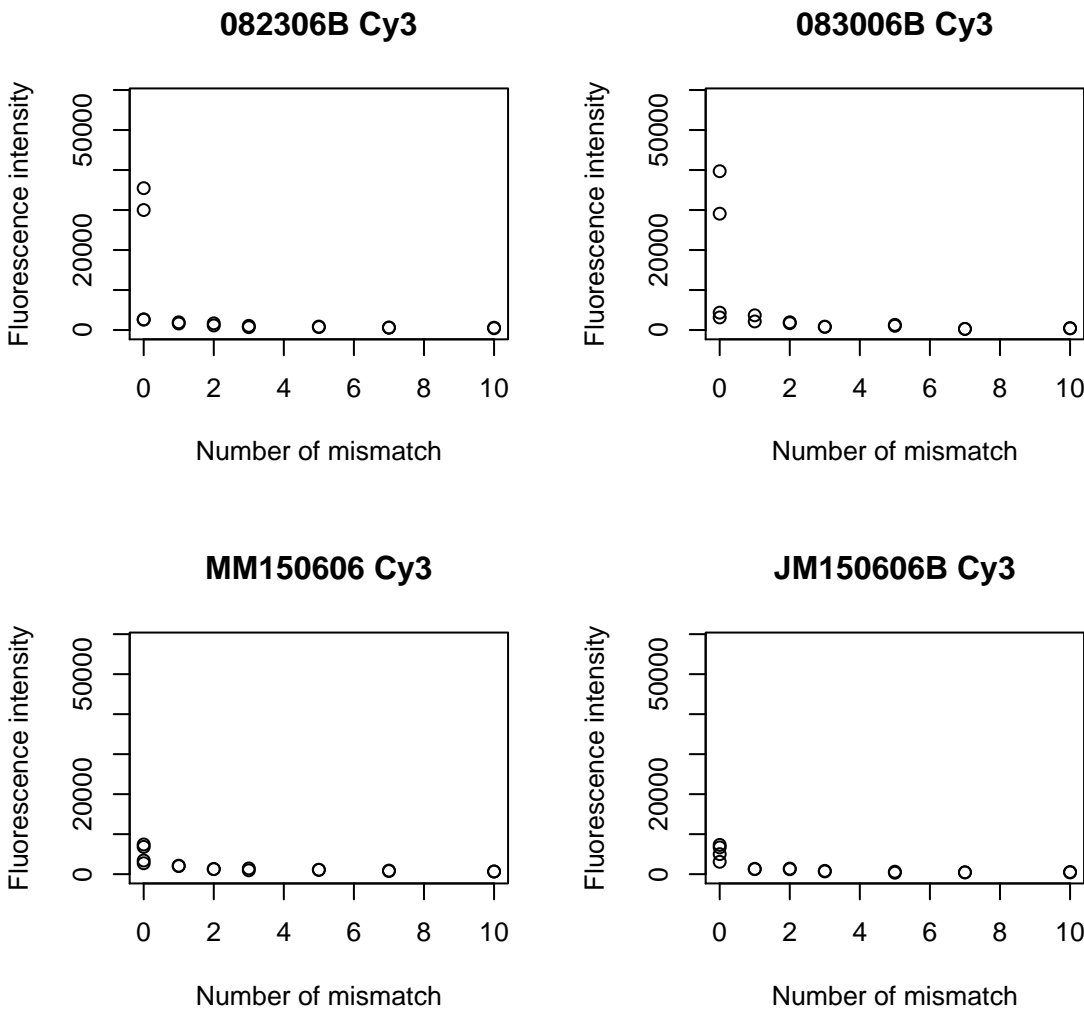 082306B Cy3
Fluorescence intensity
0 20000 50000
0 2 4 6 8 10
Number of mismatch
083006B Cy3
Fluorescence intensity
0 20000 50000
0 2 4 6 8 10
Number of mismatch
MM150606 Cy3
Fluorescence intensity
0 20000 50000
0 2 4 6 8 10
Number of mismatch
JM150606B Cy3
Fluorescence intensity
0 20000 50000
0 2 4 6 8 10
Number of mismatch